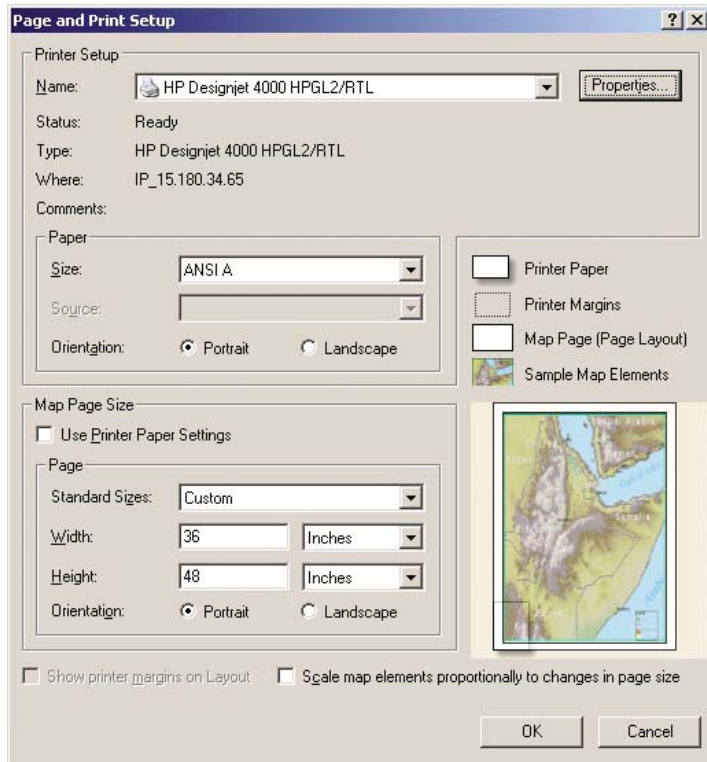 Page and Print Setup
Printer Setup
Name: HP Designjet 4000 HPGL2/RTL Properties...
Status: Ready
Type: HP Designjet 4000 HPGL2/RTL
Where: IP_15.180.34.65
Comments:
Paper
Size: ANSI A
Source:
Orientation: Portrait Landscape
Printer Paper
Printer Margins
Map Page (Page Layout)
Sample Map Elements
Map Page Size
Use Printer Paper Settings
Page
Standard Sizes: Custom
Width: 36 Inches
Height: 48 Inches
Orientation: Portrait Landscape
Somalia
Show printer margins on Layout Scale map elements proportionally to changes in page size
OK Cancel